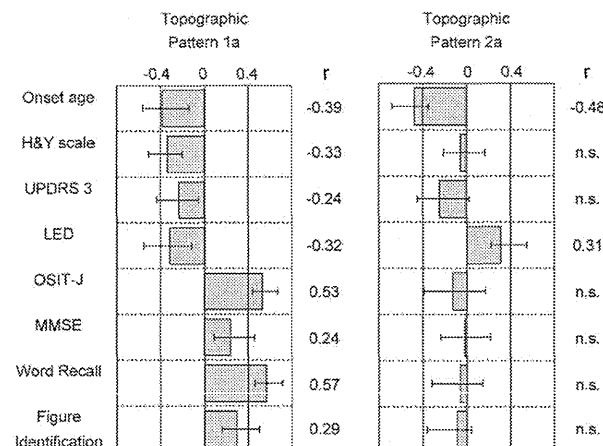 Topographic
Pattern 1a
Topographic
Pattern 2a
-0.4 0 0.4 r -0.4 0 0.4 r
Onset age -0.39 -0.48
H&Y scale -0.33 n.s.
UPDRS 3 -0.24 n.s.
LED -0.32 0.31
OSIT-J 0.53 n.s.
MMSE 0.24 n.s.
Word Recall 0.57 n.s.
Figure
Identification 0.29 n.s.